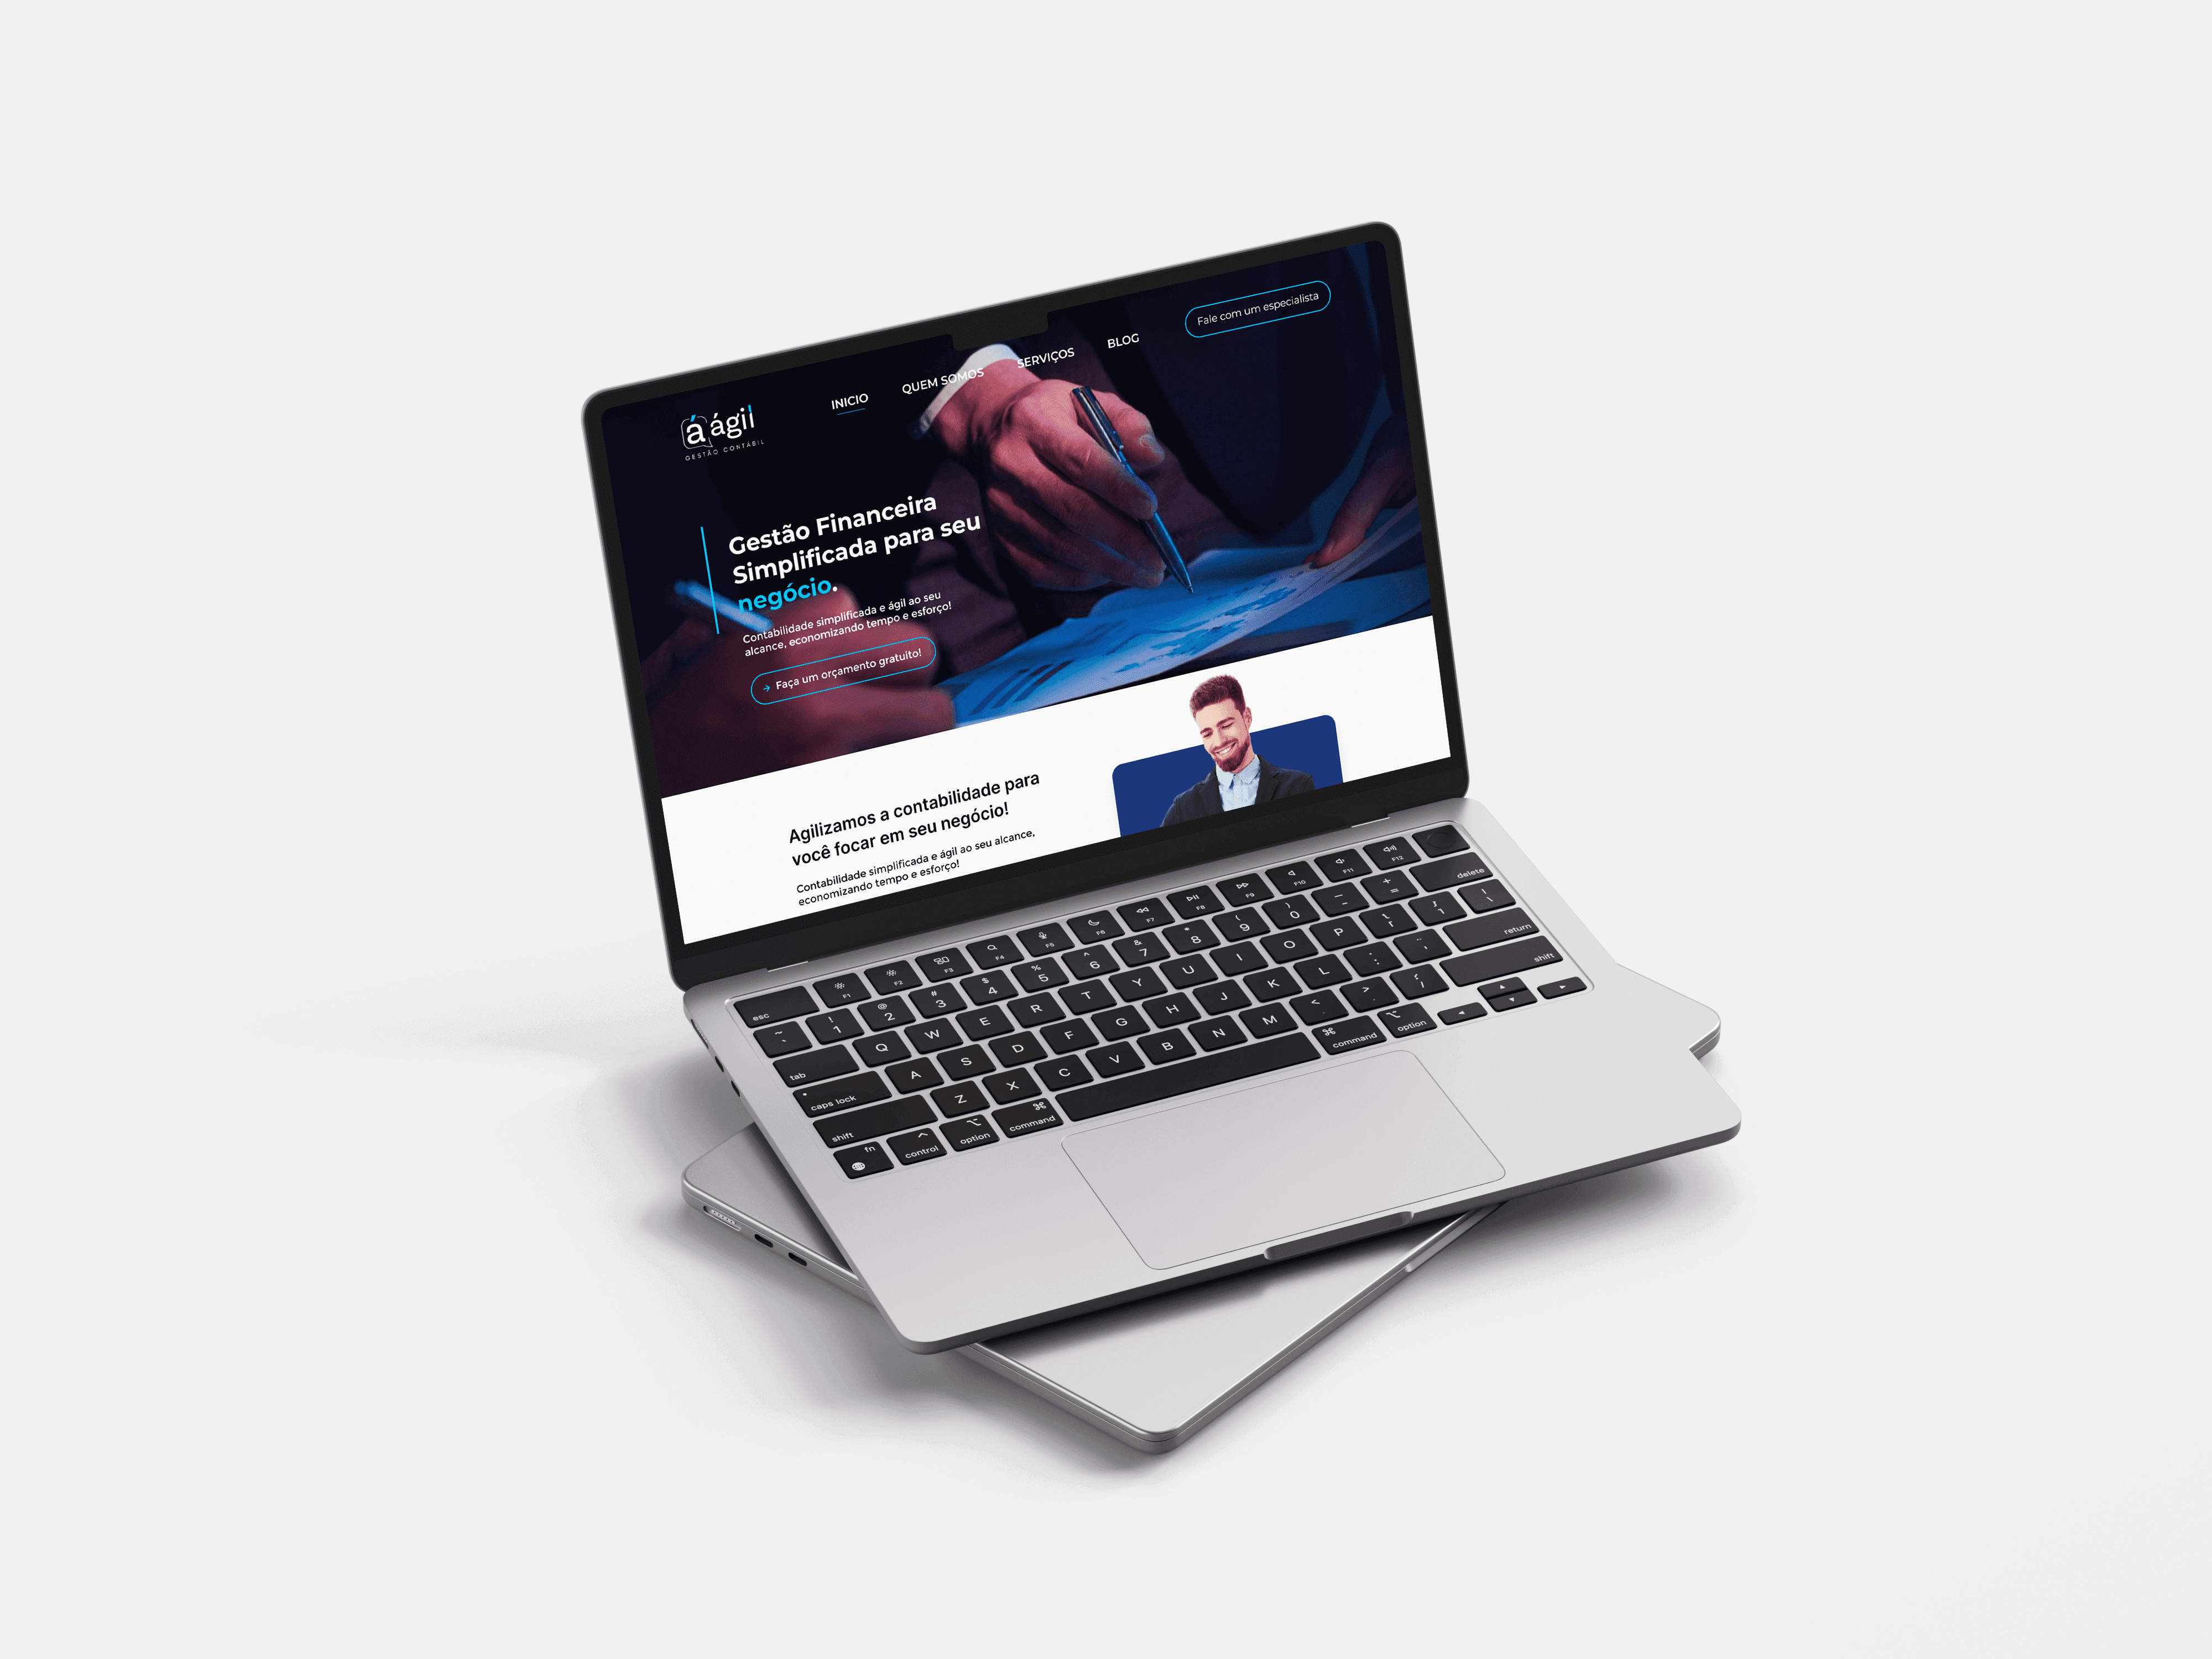 á ágil
GESTÃO CONTÁBIL
INICIO
QUEM SOMOS
SERVIÇOS
BLOG
Fale com um especialista
Gestão Financeira
Simplificada para seu
negócio.
Contabilidade simplificada e ágil ao seu
alcance, economizando tempo e esforço!
→ Faça um orçamento gratuito!
Agilizamos a contabilidade para
você focar em seu negócio!
Contabilidade simplificada e ágil ao seu alcance,
economizando tempo e esforço!
esc F1 F2 F3 F4 F5 F6 F7 F8 F9 F10 F11 F12
~ ! @ # $ % ^ & * ( ) — +
` 1 2 3 4 5 6 7 8 9 0 – = delete
tab Q W E R T Y U I O P
caps lock A S D F G H J K L return
shift Z X C V B N M < > shift
fn control option command command option